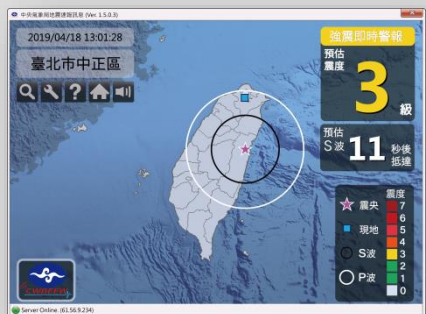 中央氣象局地震速報訊息 (Ver. 1.5.0.3)
2019/04/18 13:01:28
臺北市中正區
強震即時警報
預估
震度
3
級
預估
S波
11
秒後
抵達
震度
震央
現地
S波
P波
7
6
5
4
3
2
1
0
CWBEEW
Server Online. (61.56.9.234)